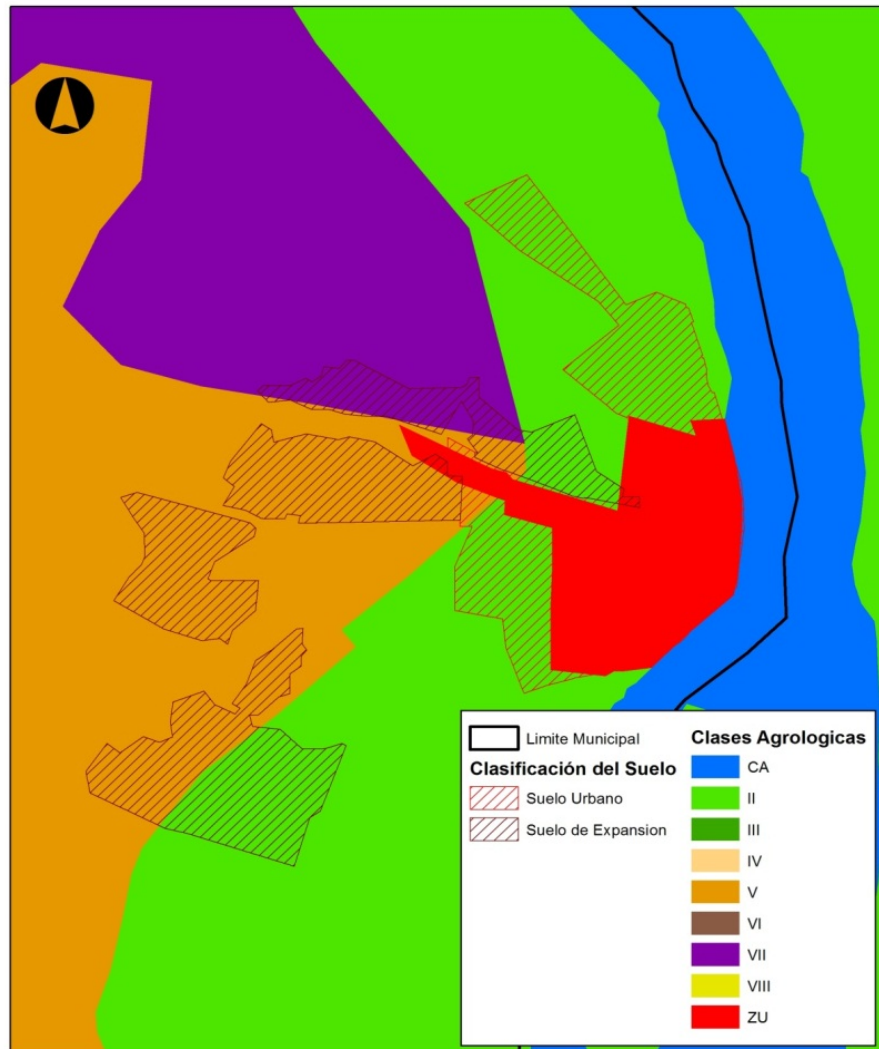 Limite Municipal
Clasificación del Suelo
Suelo Urbano
Suelo de Expansion
Clases Agrologicas
CA
II
III
IV
V
VI
VII
VIII
ZU